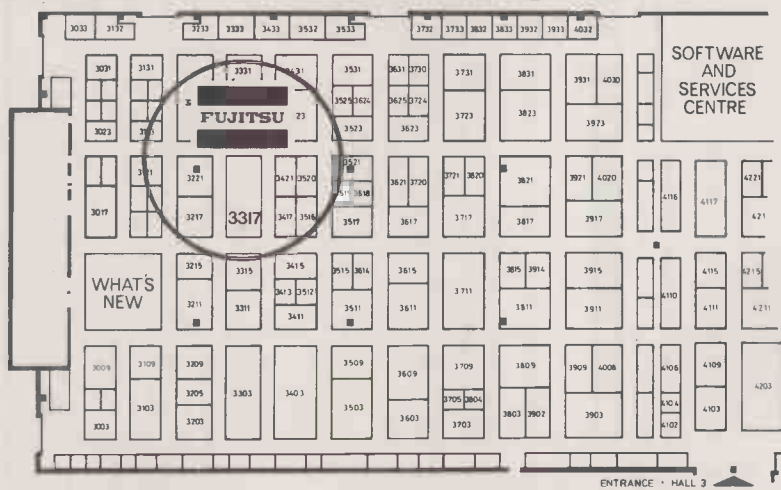 3033 3132 3233 3333 3433 3532 3533 3732 3733 3832 3833 3932 3933 4032
SOFTWARE
AND
SERVICES
CENTRE
3031 3131 3331 3531 3631 3730 3731 3831 3931 4030
FUJITSU
3525 3624 3625 3724
3023 3523 3623 3723 3823 3923
3221 3421 3520 3521 3621 3720 3721 3820 3821 3921 4020 4116 4117 4221
3618
3017 3217 3317 3417 3516 3517 3617 3717 3817 3917
WHAT'S
NEW
3215 3315 3415 3515 3614 3615 3815 3914 3915 4115 4215
3413 3512 3711 4110
3211 3311 3411 3511 3611 3811 3911 4111 4211
3009 3109 3209 3509 3609 3709 3809 3909 4008 4106 4109
3205 3303 3403 3705 3804 4104 4203
3003 3103 3203 3503 3603 3703 3803 3902 3903 4102 4103
ENTRANCE · HALL 3